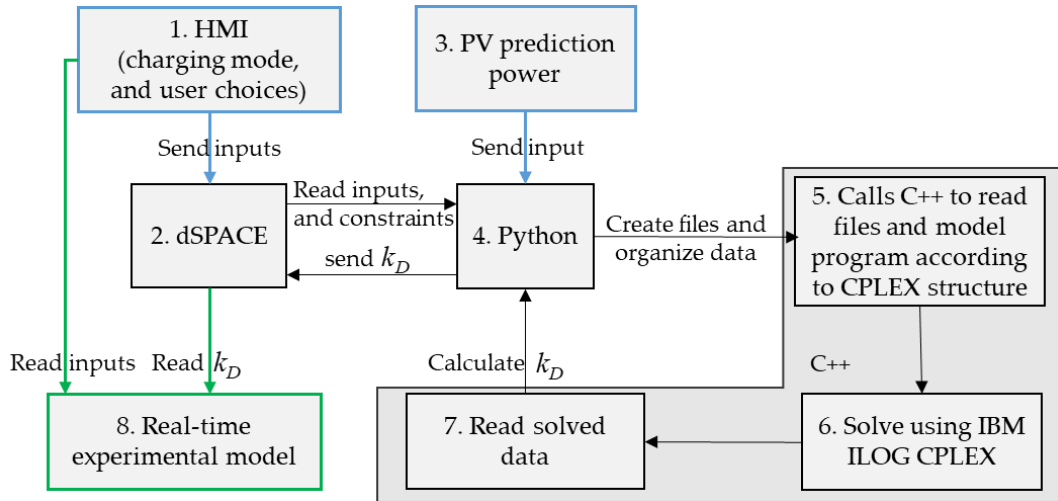 1. HMI
(charging mode,
and user choices)
3. PV prediction
power
Send inputs
Send input
2. dSPACE
Read inputs,
and constraints
send k_D
4. Python
Create files and
organize data
5. Calls C++ to read
files and model
program according
to CPLEX structure
Read inputs
Read k_D
Calculate k_D
C++
8. Real-time
experimental model
7. Read solved
data
6. Solve using IBM
ILOG CPLEX